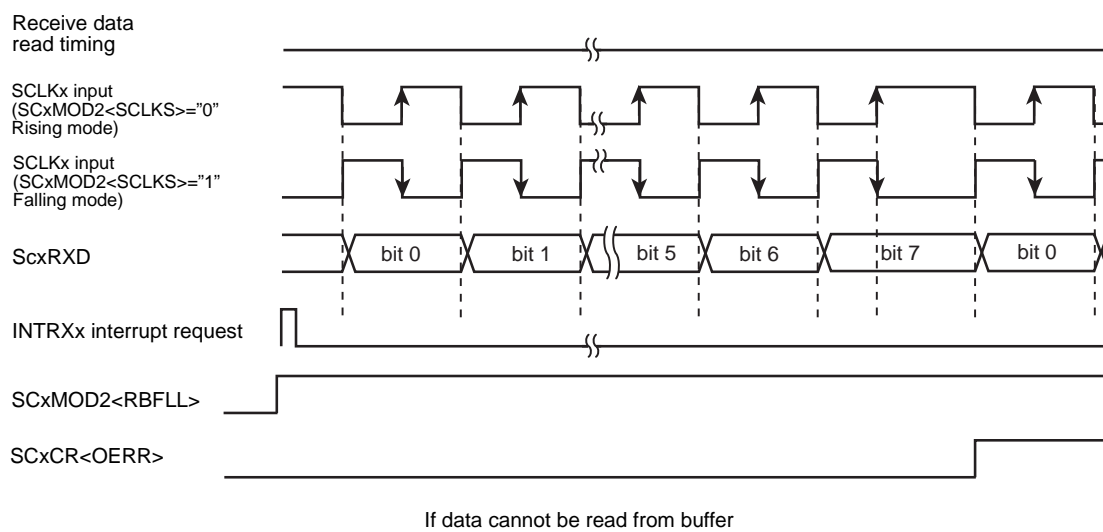 Receive data
read timing
SCLKx input
(SCxMOD2<SCLKS>=”0”
Rising mode)
SCLKx input
(SCxMOD2<SCLKS>=”1”
Falling mode)
ScxRXD
bit 0
bit 1
bit 5
bit 6
bit 7
bit 0
INTRXx interrupt request
SCxMOD2<RBFLL>
SCxCR<OERR>
If data cannot be read from buffer